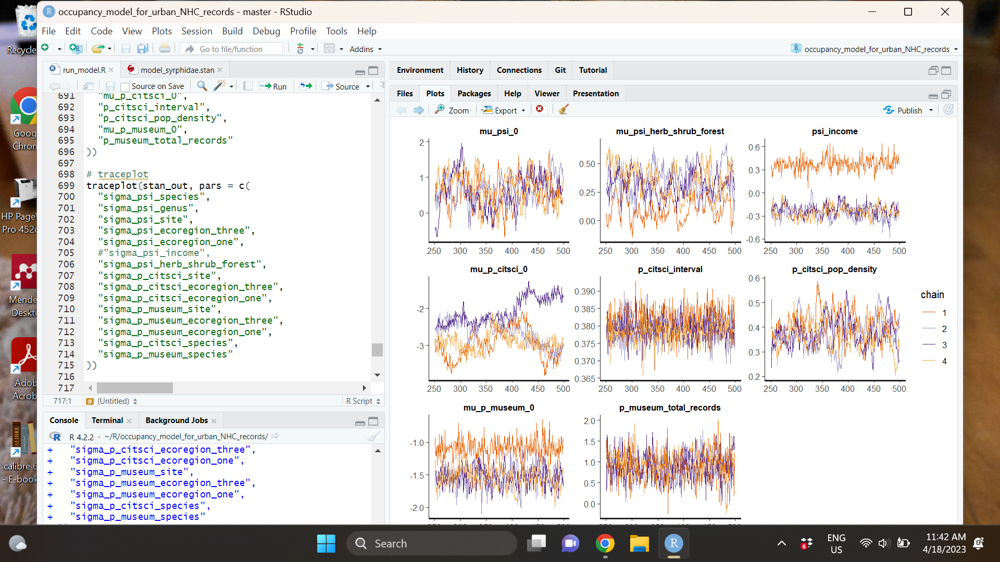 occupancy_model_for_urban_NHC_records - master - RStudio
File Edit Code View Plots Session Build Debug Profile Tools Help
Go to file/function
Addins
occupancy_model_for_urban_NHC_records
run_model.R
model_syrphidae.stan
Source on Save
Run
Source
691 "mu_p_citsci_0",
692 "p_citsci_interval",
693 "p_citsci_pop_density",
694 "mu_p_museum_0",
695 "p_museum_total_records"
696 ))
697
698 # traceplot
699 traceplot(stan_out, pars = c(
700 "sigma_psi_species",
701 "sigma_psi_genus",
702 "sigma_psi_site",
703 "sigma_psi_ecoregion_three",
704 "sigma_psi_ecoregion_one",
705 #"sigma_psi_income",
706 "sigma_psi_herb_shrub_forest",
707 "sigma_p_citsci_site",
708 "sigma_p_citsci_ecoregion_three",
709 "sigma_p_citsci_ecoregion_one",
710 "sigma_p_museum_site",
711 "sigma_p_museum_ecoregion_three",
712 "sigma_p_museum_ecoregion_one",
713 "sigma_p_citsci_species",
714 "sigma_p_museum_species"
715 ))
716
717
717:1 (Untitled) R Script
Console Terminal Background Jobs
R 4.2.2 · ~/R/occupancy_model_for_urban_NHC_records/
+ "sigma_p_citsci_ecoregion_three",
+ "sigma_p_citsci_ecoregion_one",
+ "sigma_p_museum_site",
+ "sigma_p_museum_ecoregion_three",
+ "sigma_p_museum_ecoregion_one",
+ "sigma_p_citsci_species",
+ "sigma_p_museum_species"
Environment History Connections Git Tutorial
Files Plots Packages Help Viewer Presentation
Zoom Export Publish
mu_psi_0
2
1
0
250 300 350 400 450 500
mu_psi_herb_shrub_forest
0.50
0.25
0.00
250 300 350 400 450 500
psi_income
0.6
0.3
0.0
-0.3
-0.6
250 300 350 400 450 500
mu_p_citsci_0
-2
-3
250 300 350 400 450 500
p_citsci_interval
0.390
0.385
0.380
0.375
0.370
0.365
250 300 350 400 450 500
p_citsci_pop_density
0.6
0.5
0.4
0.3
0.2
250 300 350 400 450 500
chain
1
2
3
4
mu_p_museum_0
-1.0
-1.5
-2.0
p_museum_total_records
2.0
1.5
1.0
0.5
0.0
Recycle
Goog
Chron
HP Page
Pro 452d
Mende
Deskto
Adob
Acrob
calibre 6
- E-book
Search
6
ENG
US
11:42 AM
4/18/2023